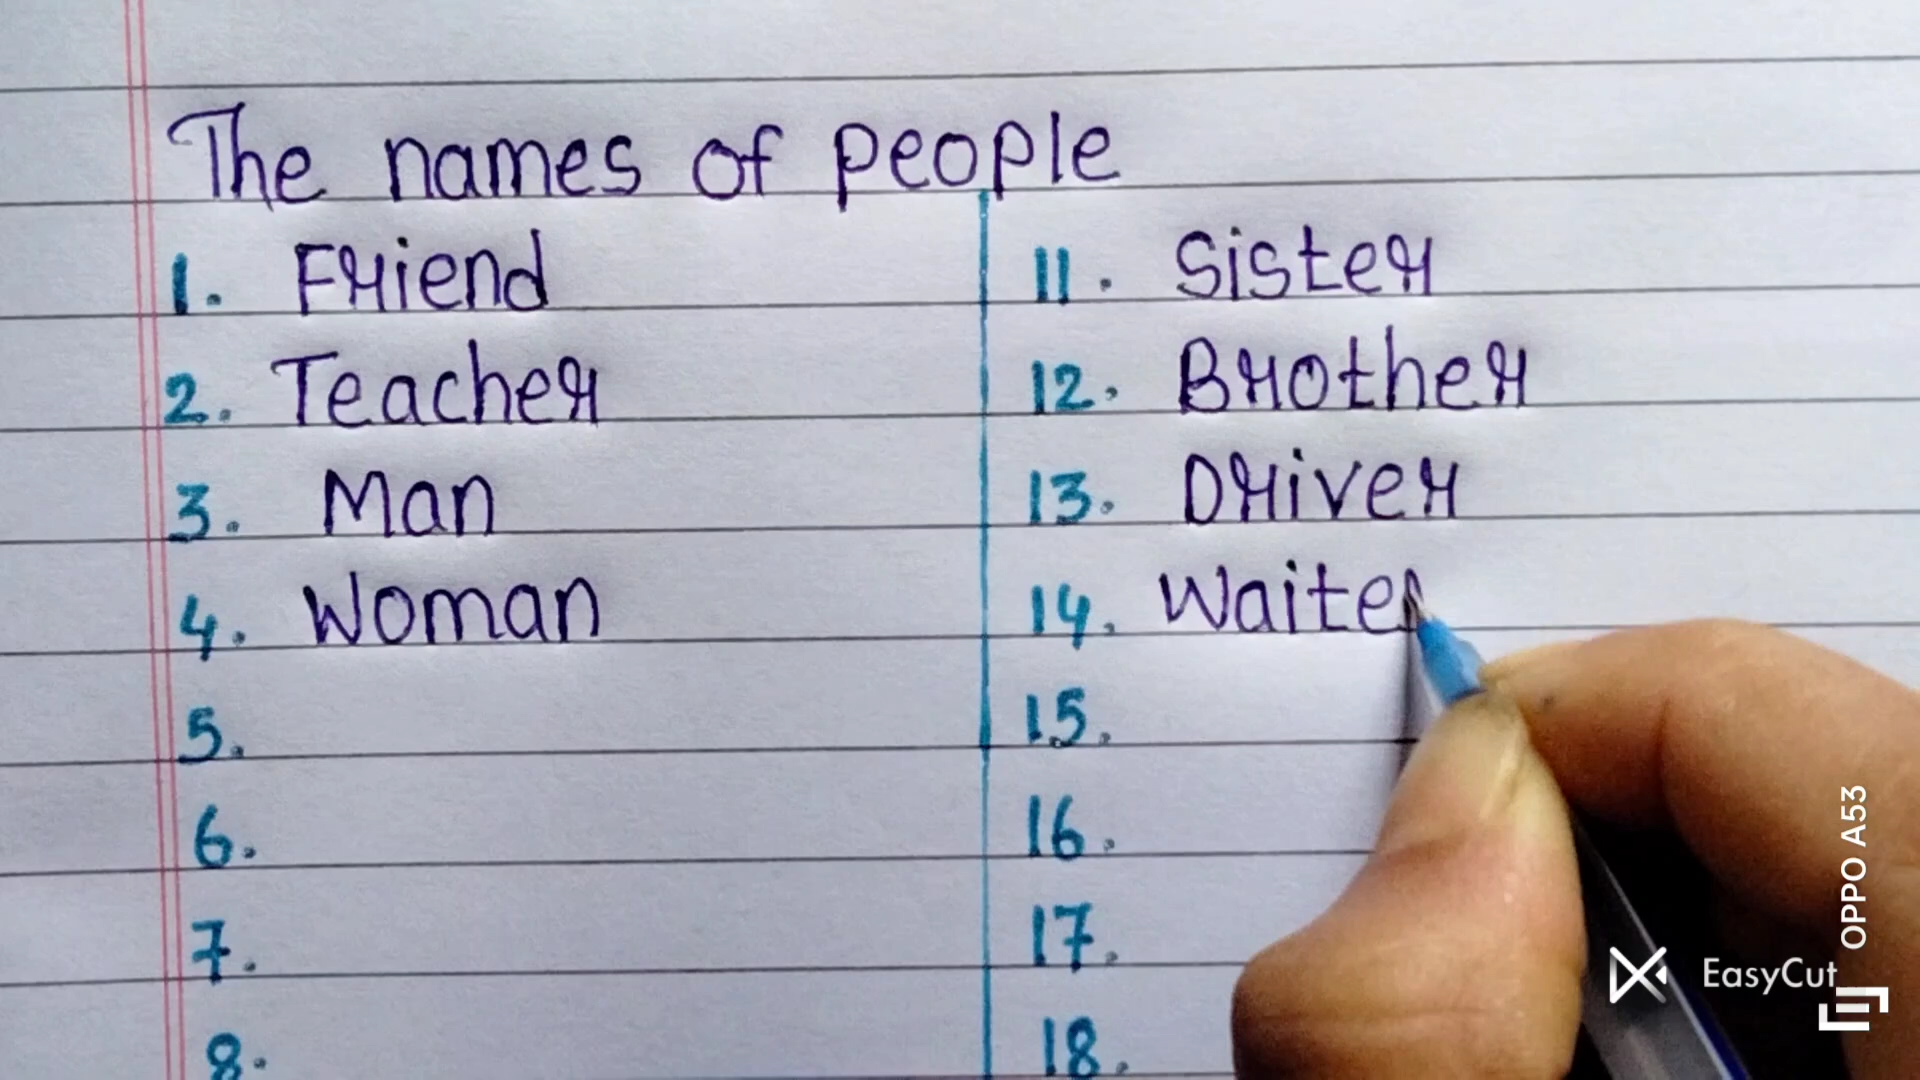 The names of people
1. Friend
2. Teacher
3. Man
4. Woman
5.
6.
7.
8.
11. Sister
12. Brother
13. Driver
14. Waiter
15.
16.
17.
18.
OPPO A53
EasyCut